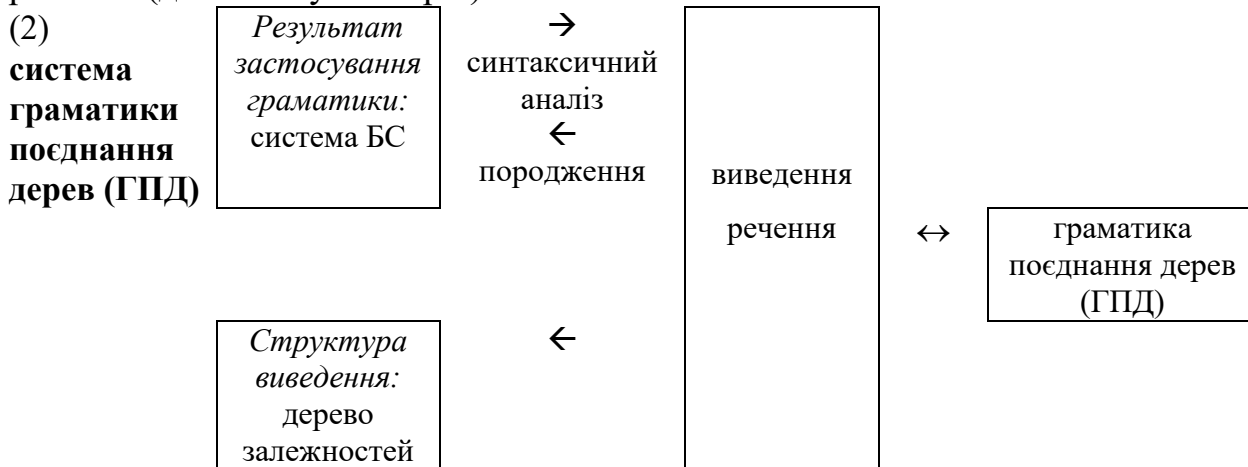 (2)
система
граматики
поєднання
дерев (ГПД)
Результат
застосування
граматики:
система БС
→
синтаксичний
аналіз
←
породження
виведення
речення
↔
граматика
поєднання дерев
(ГПД)
Структура
виведення:
дерево
залежностей
←